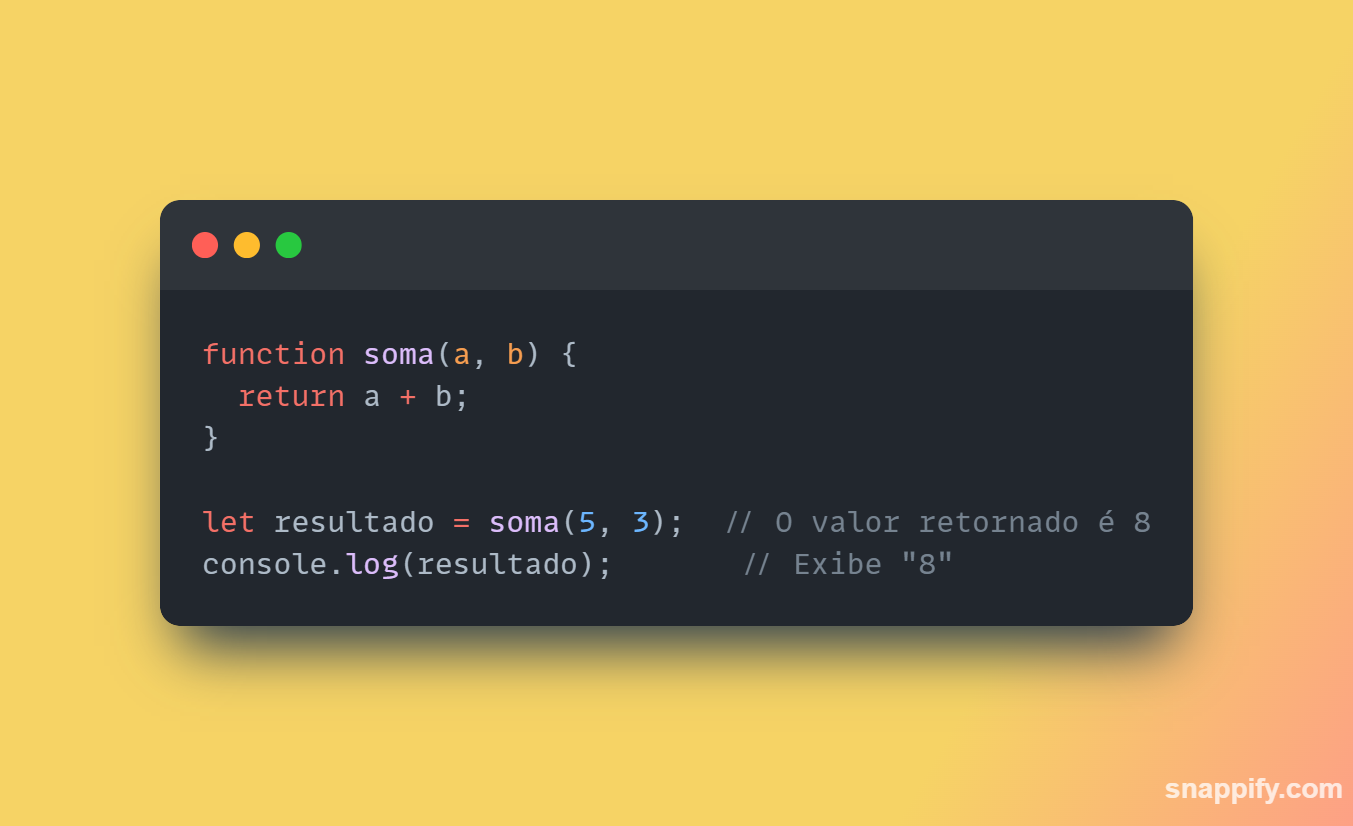 function soma(a, b) {
  return a + b;
}

let resultado = soma(5, 3);  // O valor retornado é 8
console.log(resultado);       // Exibe "8"
snappify.com